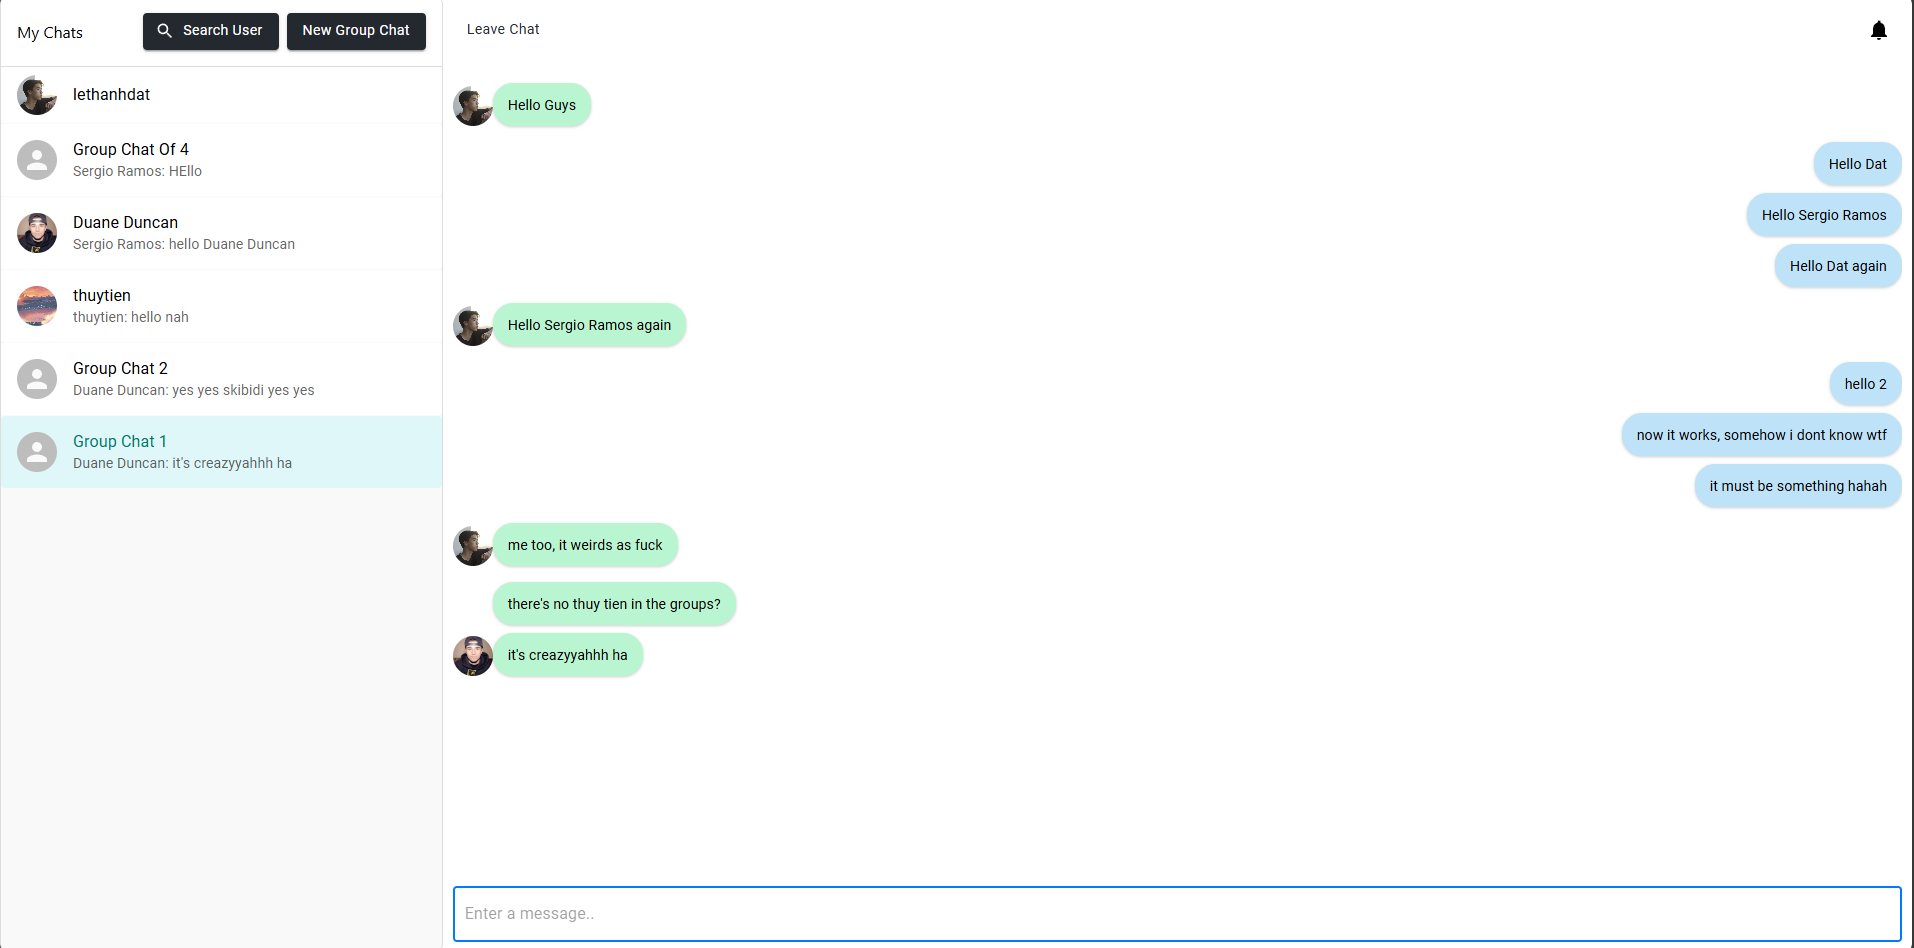 My Chats
Search User
New Group Chat
lethanhdat
Group Chat Of 4
Sergio Ramos: HEllo
Duane Duncan
Sergio Ramos: hello Duane Duncan
thuytien
thuytien: hello nah
Group Chat 2
Duane Duncan: yes yes skibidi yes yes
Group Chat 1
Duane Duncan: it's creazyyahhh ha
Leave Chat
Hello Guys
Hello Dat
Hello Sergio Ramos
Hello Dat again
Hello Sergio Ramos again
hello 2
now it works, somehow i dont know wtf
it must be something hahah
me too, it weirds as fuck
there's no thuy tien in the groups?
it's creazyyahhh ha
Enter a message..